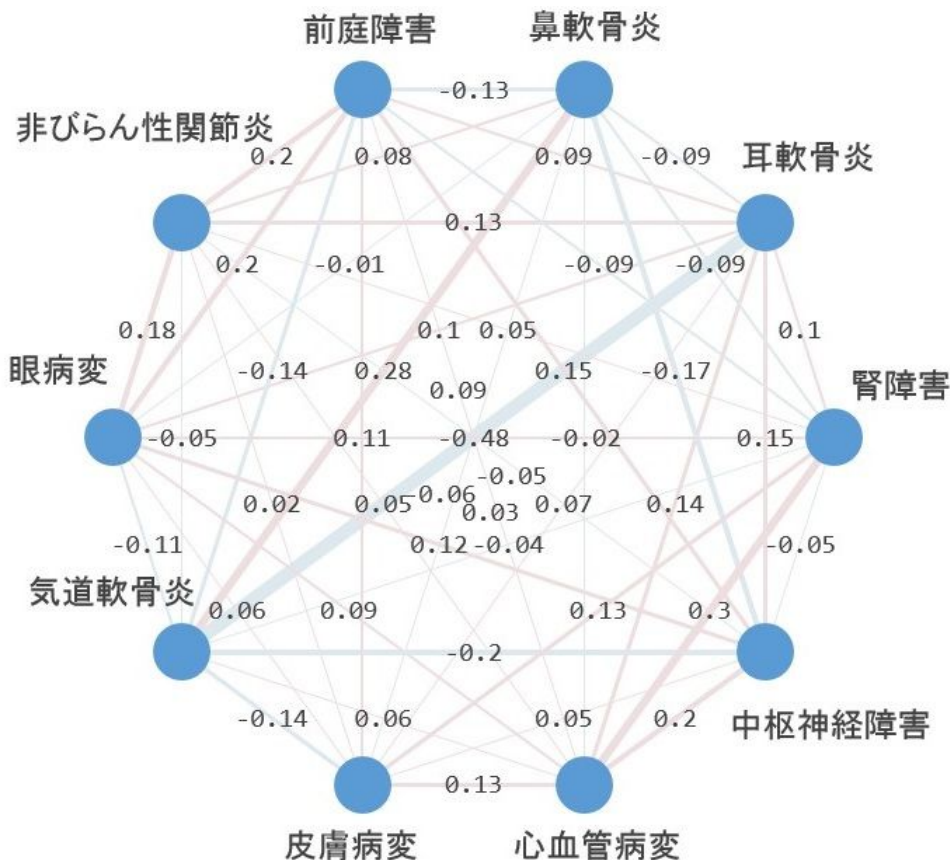 前庭障害 鼻軟骨炎
-0.13
非びらん性関節炎
0.2 0.08 0.09 -0.09
耳軟骨炎
0.13
0.2 -0.01 -0.09 -0.09
0.18 0.1 0.05 0.1
眼病変 -0.14 0.28 0.15 -0.17 腎障害
0.09
-0.05 0.11 -0.48 -0.02 0.15
-0.05
-0.06
0.02 0.05 0.03 0.07 0.14
-0.11 0.12 -0.04 -0.05
気道軟骨炎
0.06 0.09 0.13 0.3
-0.2
-0.14 0.06 0.05 0.2 中枢神経障害
0.13
皮膚病変 心血管病変